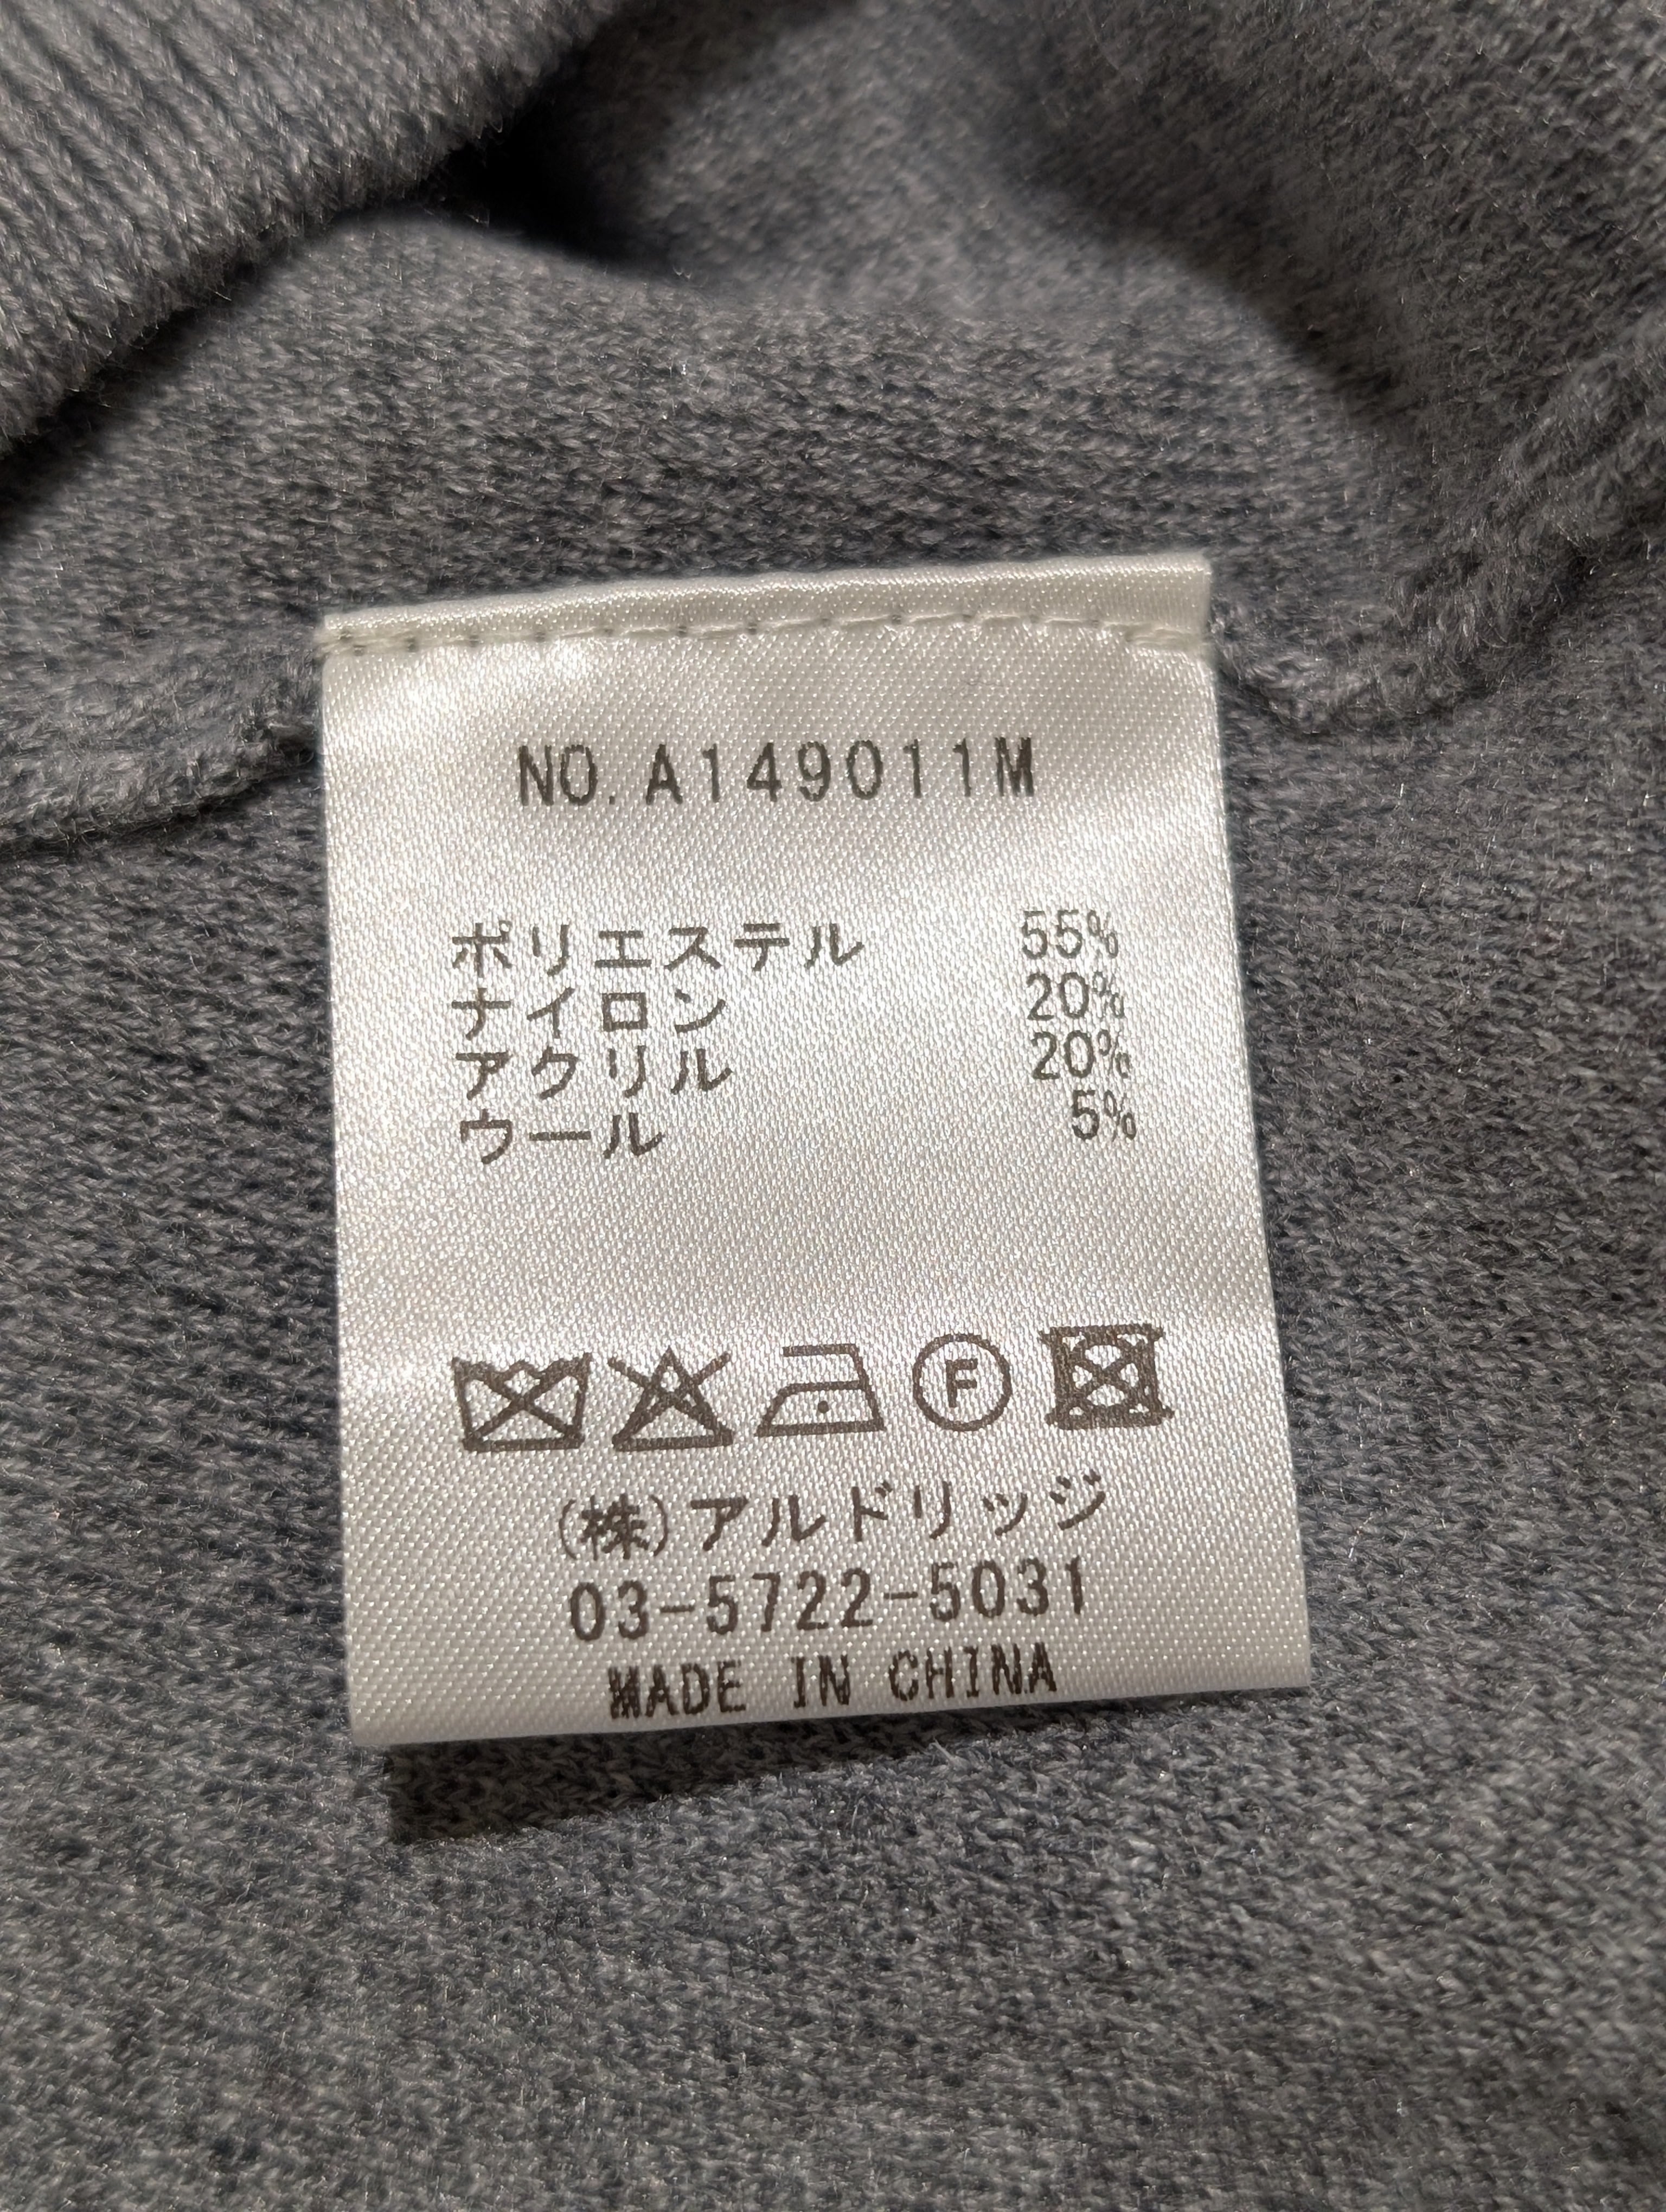 NO. A149011M
ポリエステル 55%
ナイロン 20%
アクリル 20%
ウール 5%
F
(株)アルドリッジ
03-5722-5031
MADE IN CHINA